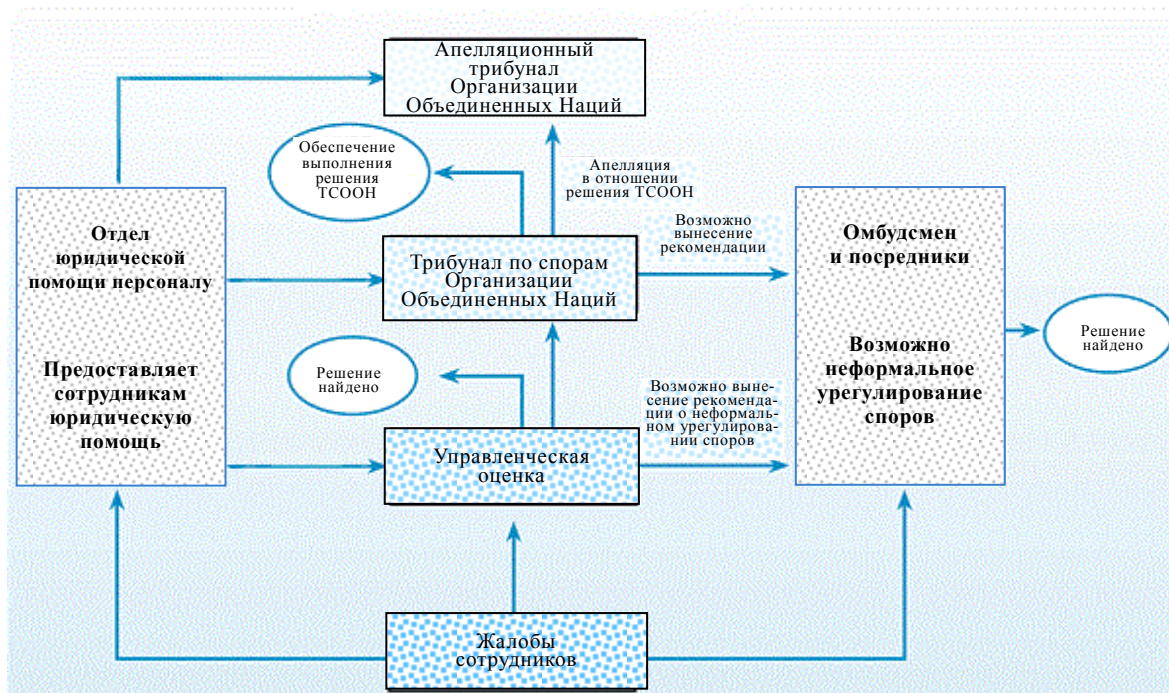 Апелляционный
трибунал
Организации
Объединенных Наций
Обеспечение
выполнения
решения
ТСООН
Апелляция
в отношении
решения ТСООН
Отдел
юридической
помощи персоналу
Предоставляет
сотрудникам
юридическую
помощь
Трибунал по спорам
Организации
Объединенных Наций
Возможно
вынесение
рекомендации
Омбудсмен
и посредники
Возможно
неформальное
урегулирование
споров
Решение
найдено
Решение
найдено
Возможно выне-
сение рекоменда-
ции о неформаль-
ном урегулирова-
нии споров
Управленческая
оценка
Жалобы
сотрудников